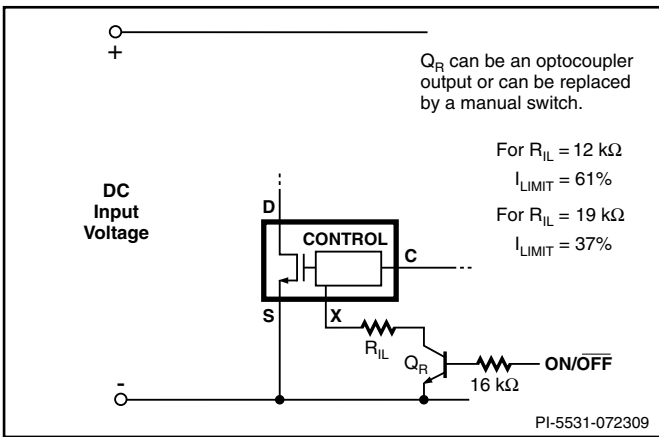 +
Q_R can be an optocoupler
output or can be replaced
by a manual switch.
For R_IL = 12 kΩ
I_LIMIT = 61%
For R_IL = 19 kΩ
I_LIMIT = 37%
DC
Input
Voltage
D
CONTROL
C
S
X
R_IL
Q_R
ON/OFF
16 kΩ
-
PI-5531-072309